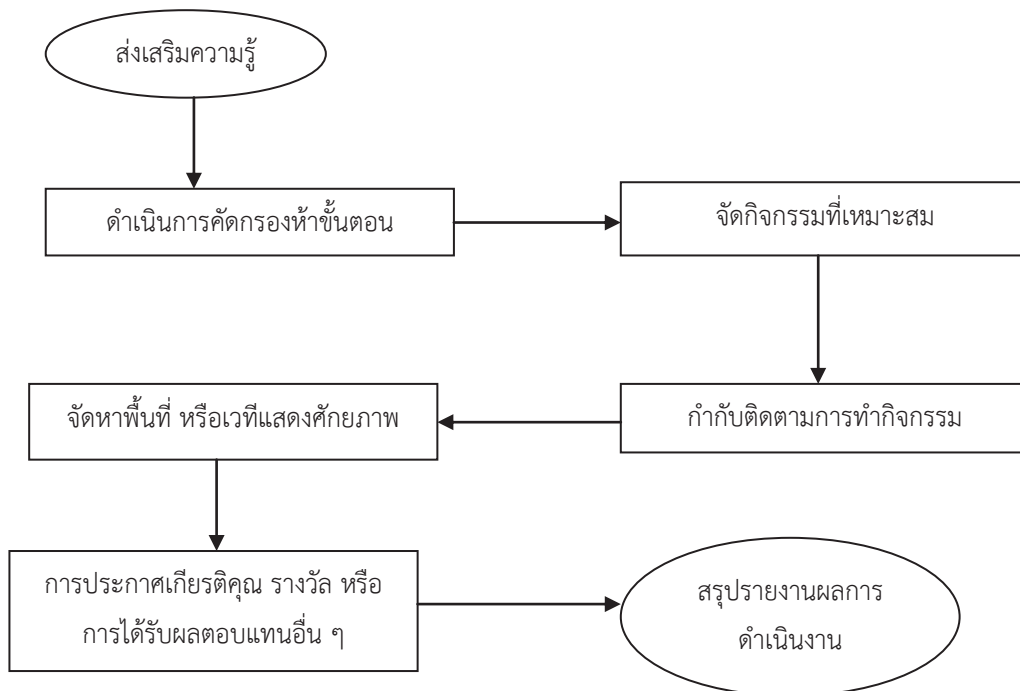 ส่งเสริมความรู้
ดำเนินการคัดกรองห้าขั้นตอน
จัดกิจกรรมที่เหมาะสม
กำกับติดตามการทำกิจกรรม
จัดหาพื้นที่ หรือเวทีแสดงศักยภาพ
การประกาศเกียรติคุณ รางวัล หรือ
การได้รับผลตอบแทนอื่น ๆ
สรุปรายงานผลการ
ดำเนินงาน